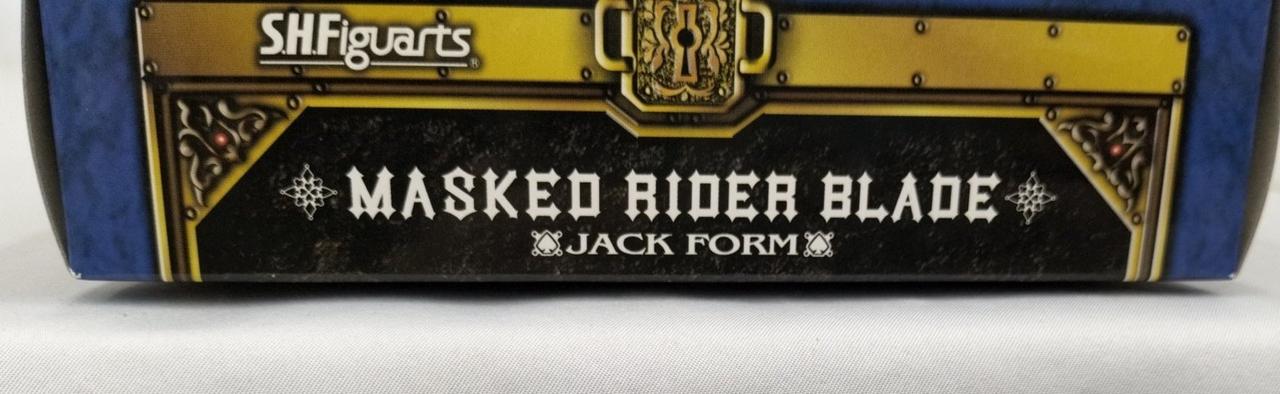 S.H.Figuarts®
MASKED RIDER BLADE
JACK FORM